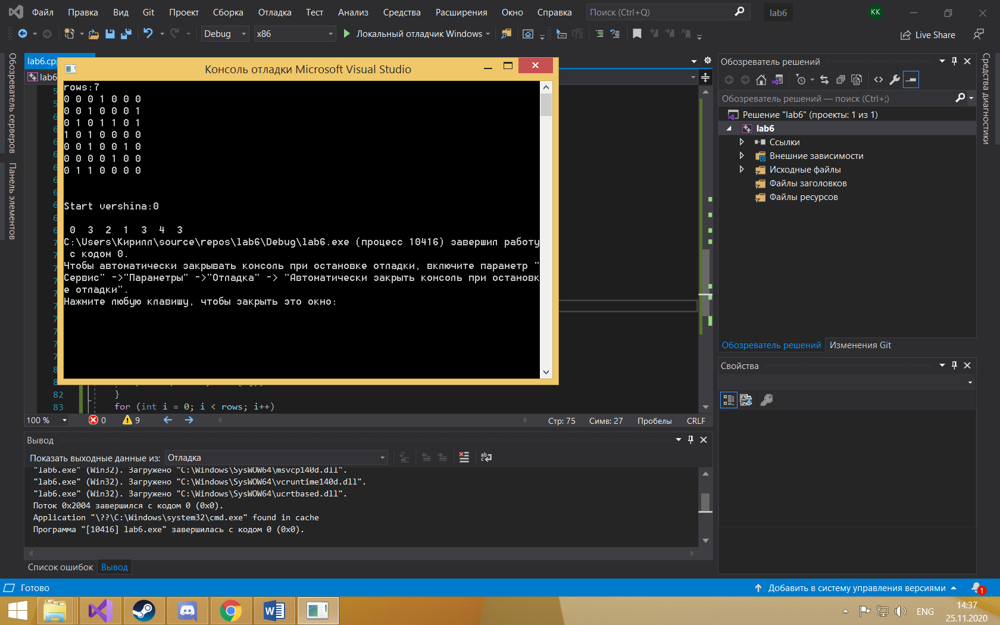 Файл Правка Вид Git Проект Сборка Отладка Тест Анализ Средства Расширения Окно Справка Поиск (Ctrl+Q) lab6 KK
Debug x86 Локальный отладчик Windows Live Share
Обозреватель серверов
Панель элементов
lab6.cpp
lab6
Консоль отладки Microsoft Visual Studio
rows:7
0 0 0 1 0 0 0
0 0 1 0 0 0 1
0 1 0 1 1 0 1
1 0 1 0 0 0 0
0 0 1 0 0 1 0
0 0 0 0 1 0 0
0 1 1 0 0 0 0
Start vershina:0
0 3 2 1 3 4 3
C:\Users\Кирилл\source\repos\lab6\Debug\lab6.exe (процесс 10416) завершил работу
с кодом 0.
Чтобы автоматически закрывать консоль при остановке отладки, включите параметр "
Сервис" ->"Параметры" ->"Отладка" -> "Автоматически закрыть консоль при остановк
е отладки".
Нажмите любую клавишу, чтобы закрыть это окно:
82 }
83 for (int i = 0; i < rows; i++)
100 % 0 9 Стр: 75 Симв: 27 Пробелы CRLF
Вывод
Показать выходные данные из: Отладка
"lab6.exe" (Win32). Загружено "C:\Windows\SysWOW64\msvcp140d.dll".
"lab6.exe" (Win32). Загружено "C:\Windows\SysWOW64\vcruntime140d.dll".
"lab6.exe" (Win32). Загружено "C:\Windows\SysWOW64\ucrtbased.dll".
Поток 0x2004 завершился с кодом 0 (0x0).
Application "\??\C:\Windows\system32\cmd.exe" found in cache
Программа "[10416] lab6.exe" завершилась с кодом 0 (0x0).
Список ошибок Вывод
Обозреватель решений
Обозреватель решений — поиск (Ctrl+;)
Решение "lab6" (проекты: 1 из 1)
lab6
Ссылки
Внешние зависимости
Исходные файлы
Файлы заголовков
Файлы ресурсов
Обозреватель решений Изменения Git
Свойства
Средства диагностики
Готово Добавить в систему управления версиями 1
ENG 14:37
25.11.2020